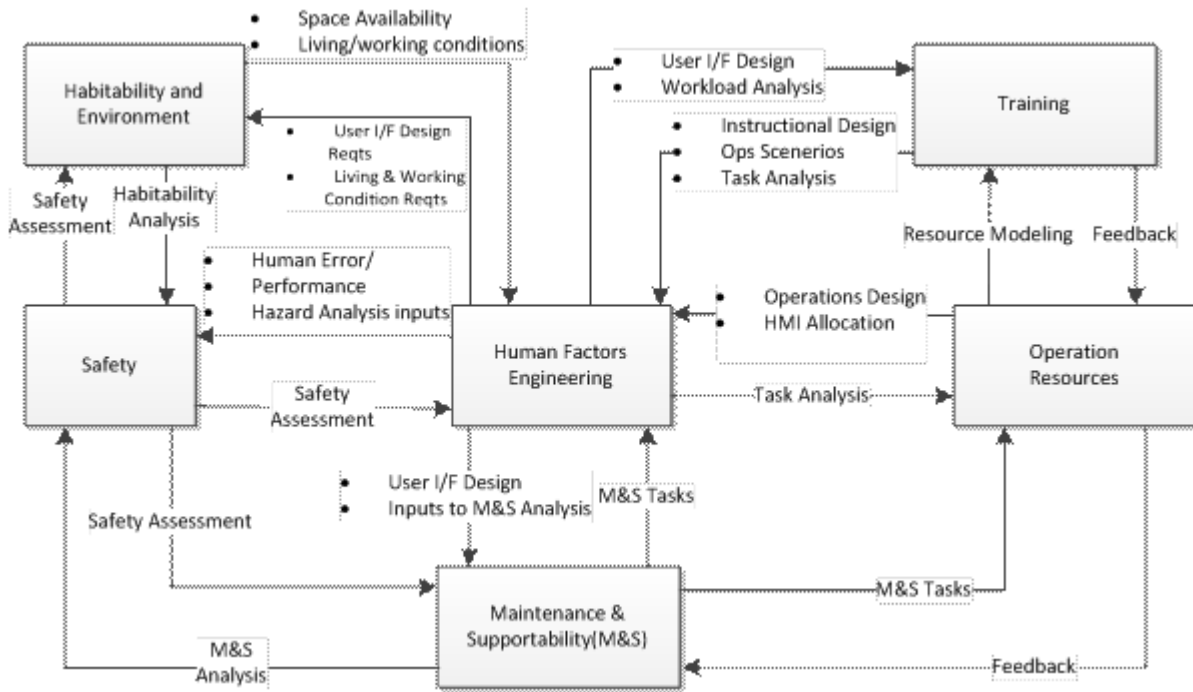 • Space Availability
• Living/working conditions
Habitability and
Environment
• User I/F Design
• Workload Analysis
Training
• User I/F Design
Reqts
• Living & Working
Condition Reqts
• Instructional Design
• Ops Scenerios
• Task Analysis
Safety
Assessment
Habitability
Analysis
Resource Modeling
Feedback
• Human Error/
• Performance
• Hazard Analysis inputs
• Operations Design
• HMI Allocation
Safety
Human Factors
Engineering
Operation
Resources
Safety
Assessment
Task Analysis
• User I/F Design
• Inputs to M&S Analysis
M&S Tasks
Safety Assessment
M&S Tasks
Maintenance &
Supportability(M&S)
M&S
Analysis
Feedback